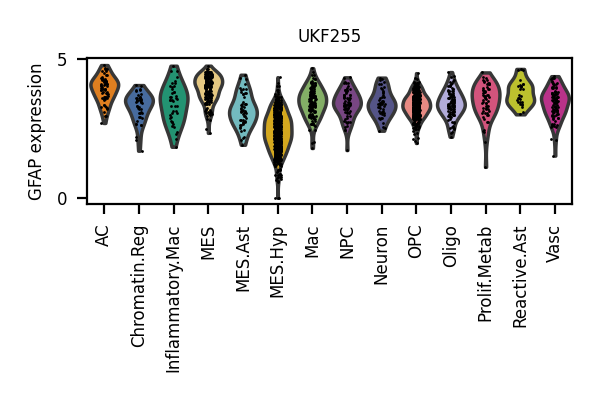 UKF255
GFAP expression
5
0
AC
Chromatin.Reg
Inflammatory.Mac
MES
MES.Ast
MES.Hyp
Mac
NPC
Neuron
OPC
Oligo
Prolif.Metab
Reactive.Ast
Vasc